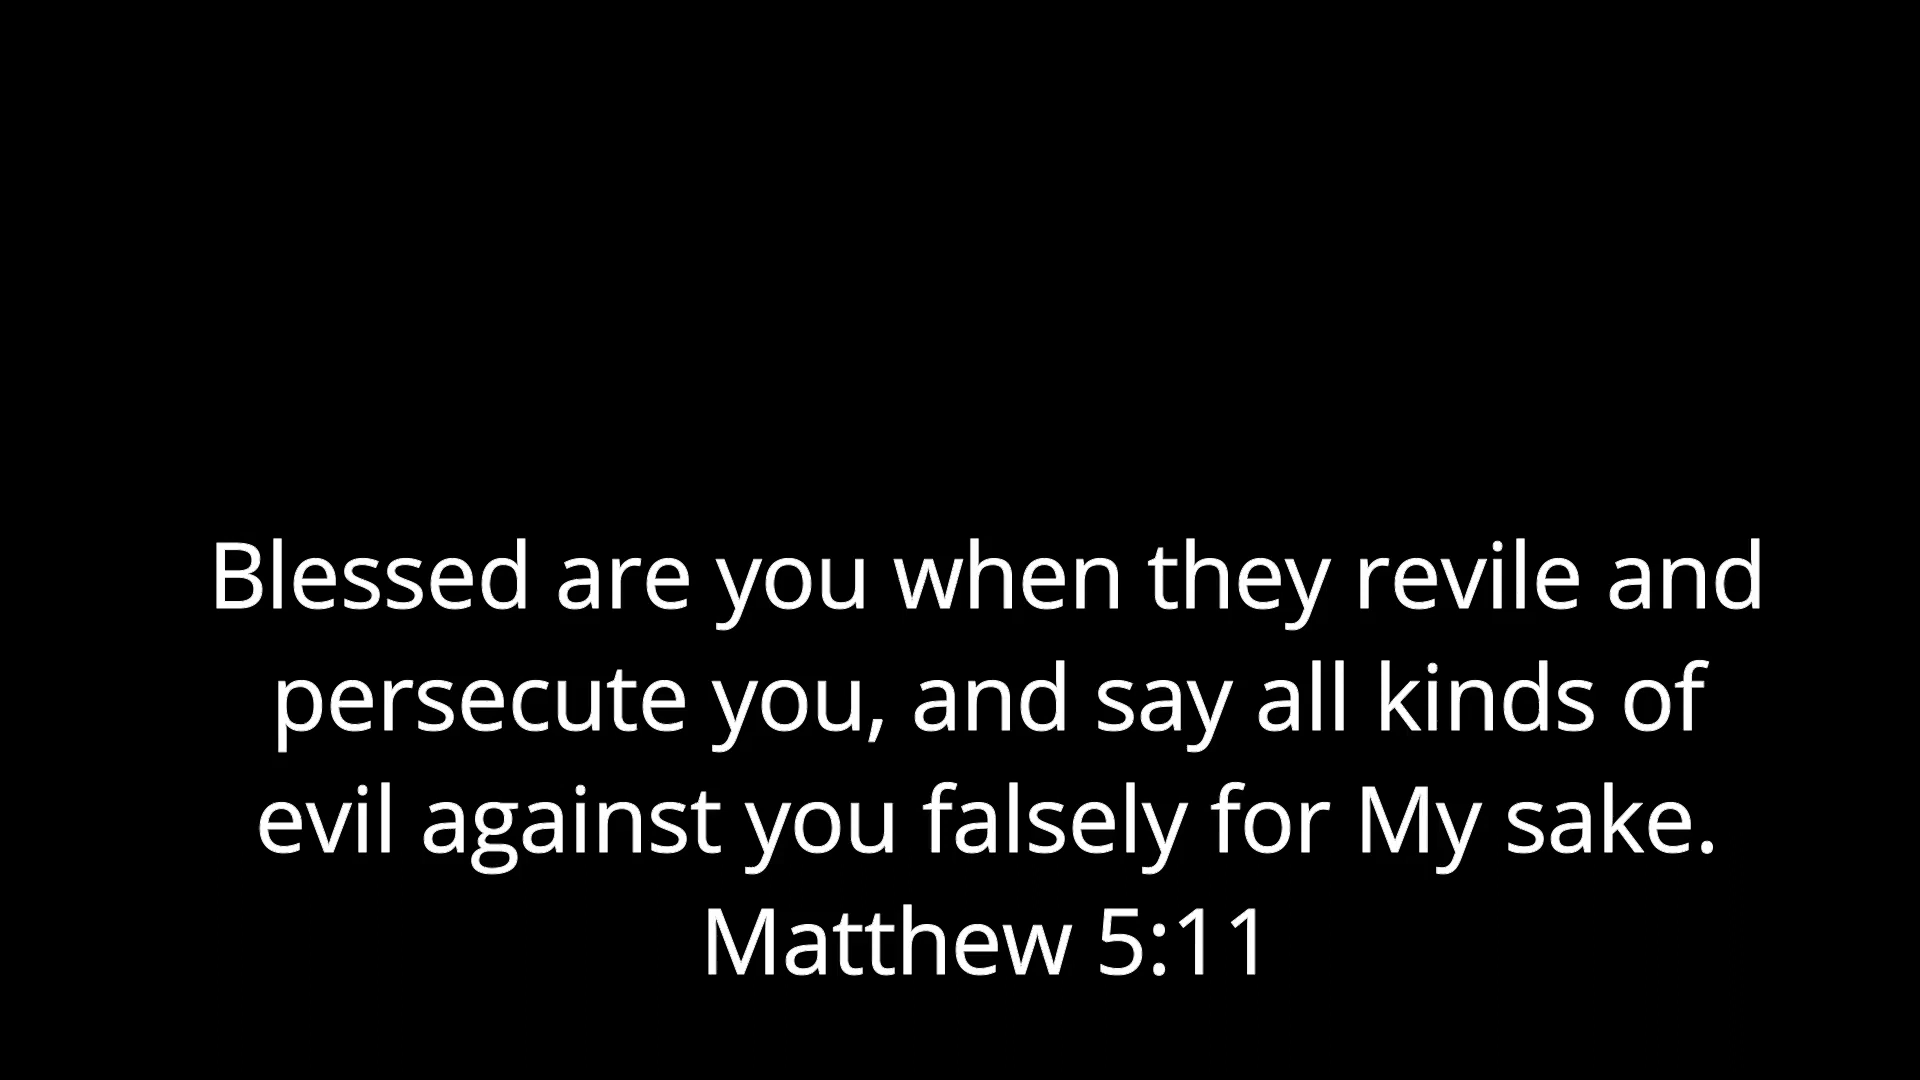 Blessed are you when they revile and
persecute you, and say all kinds of
evil against you falsely for My sake.
Matthew 5:11